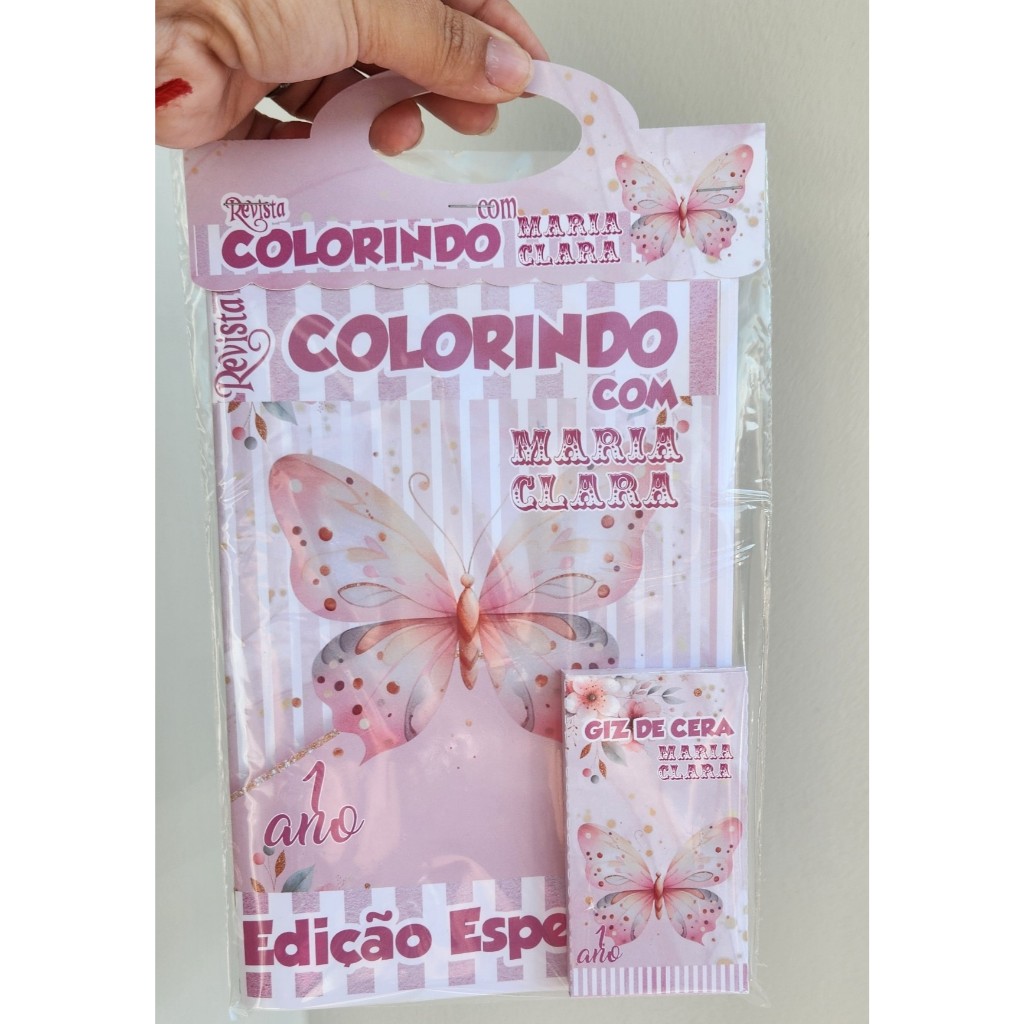 Revista
COLORINDO
com
MARIA
CLARA
Revista
COLORINDO
COM
MARIA
CLARA
1
ano
Edição Espe
GIZ DE CERA
MARIA
CLARA
1
ano